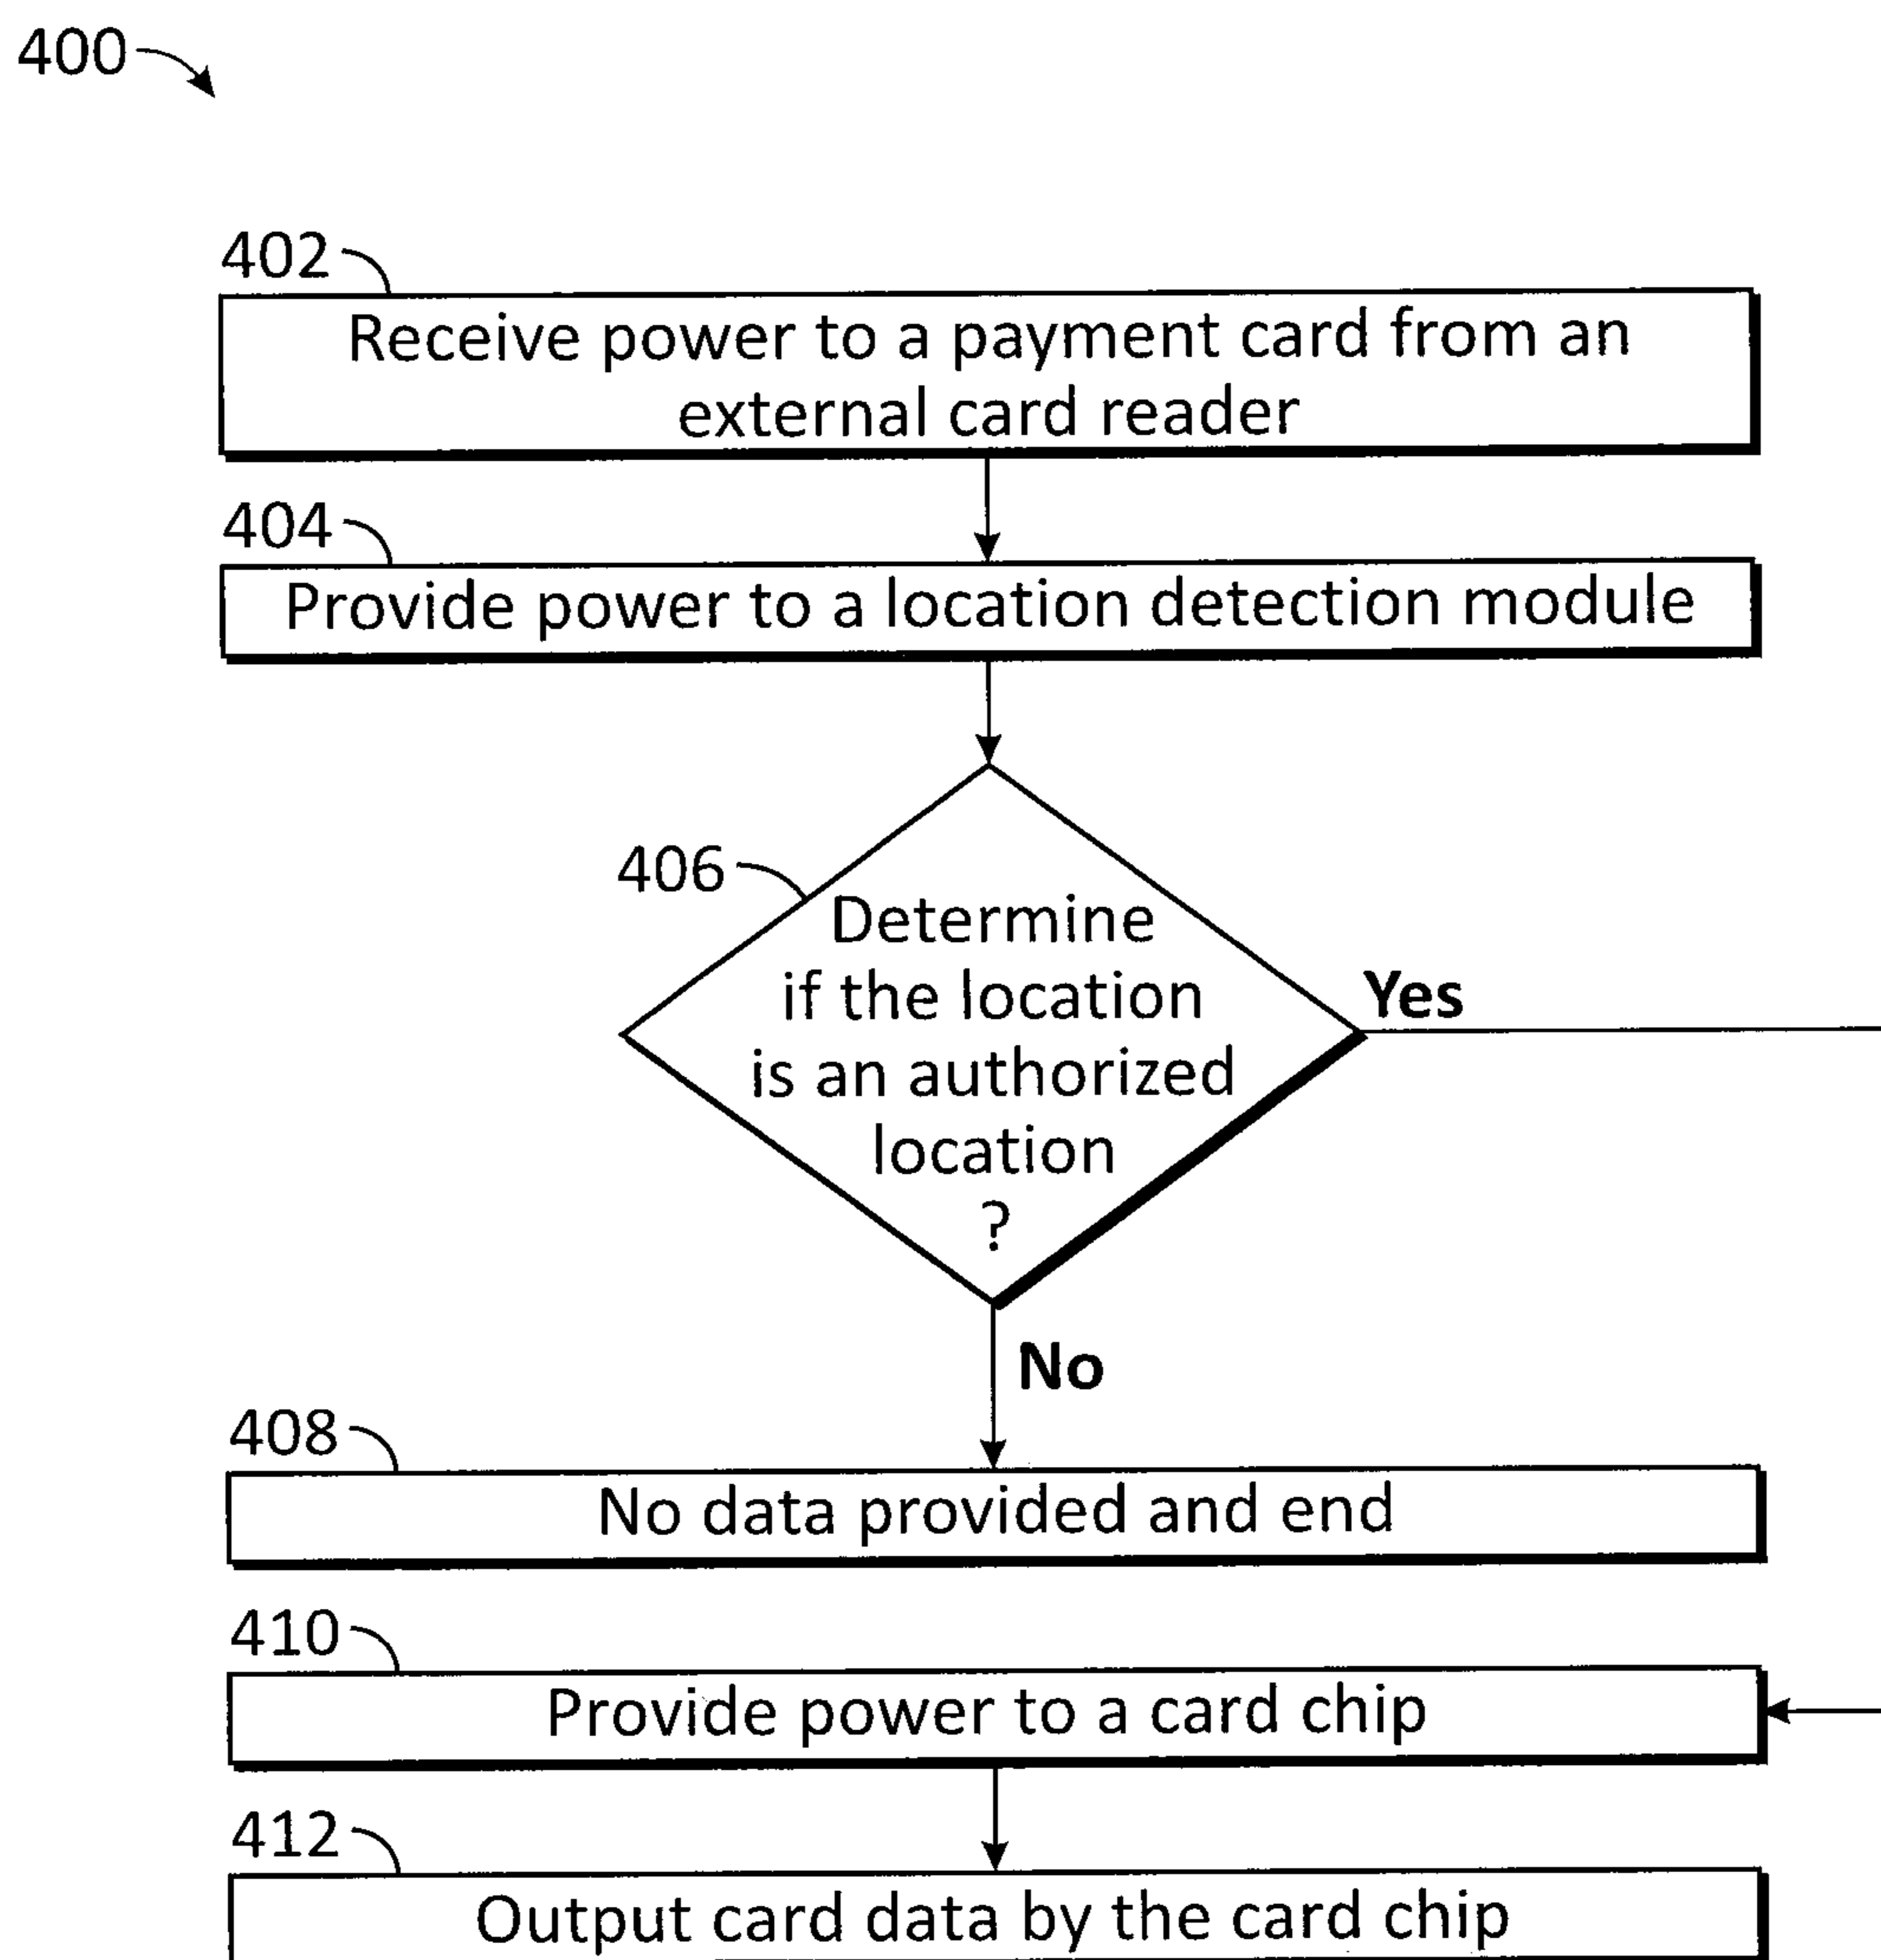 400
402
Receive power to a payment card from an
external card reader
404
Provide power to a location detection module
406
Determine
if the location
is an authorized
location
?
Yes
No
408
No data provided and end
410
Provide power to a card chip
412
Output card data by the card chip